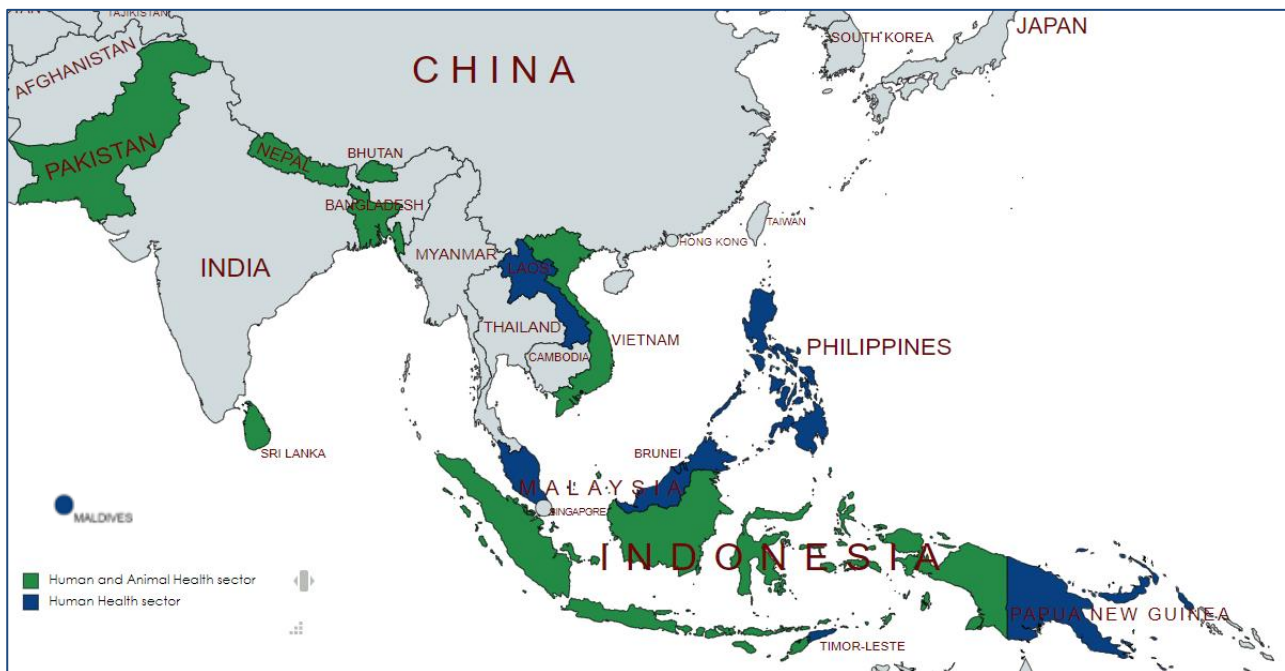 TAJIKISTAN
AFGHANISTAN
CHINA
SOUTH KOREA
JAPAN
PAKISTAN
NEPAL
BHUTAN
BANGLADESH
TAIWAN
HONG KONG
INDIA
MYANMAR
LAOS
THAILAND
VIETNAM
CAMBODIA
PHILIPPINES
SRI LANKA
BRUNEI
MALAYSIA
SINGAPORE
MALDIVES
INDONESIA
PAPUA NEW GUINEA
TIMOR-LESTE
Human and Animal Health sector
Human Health sector